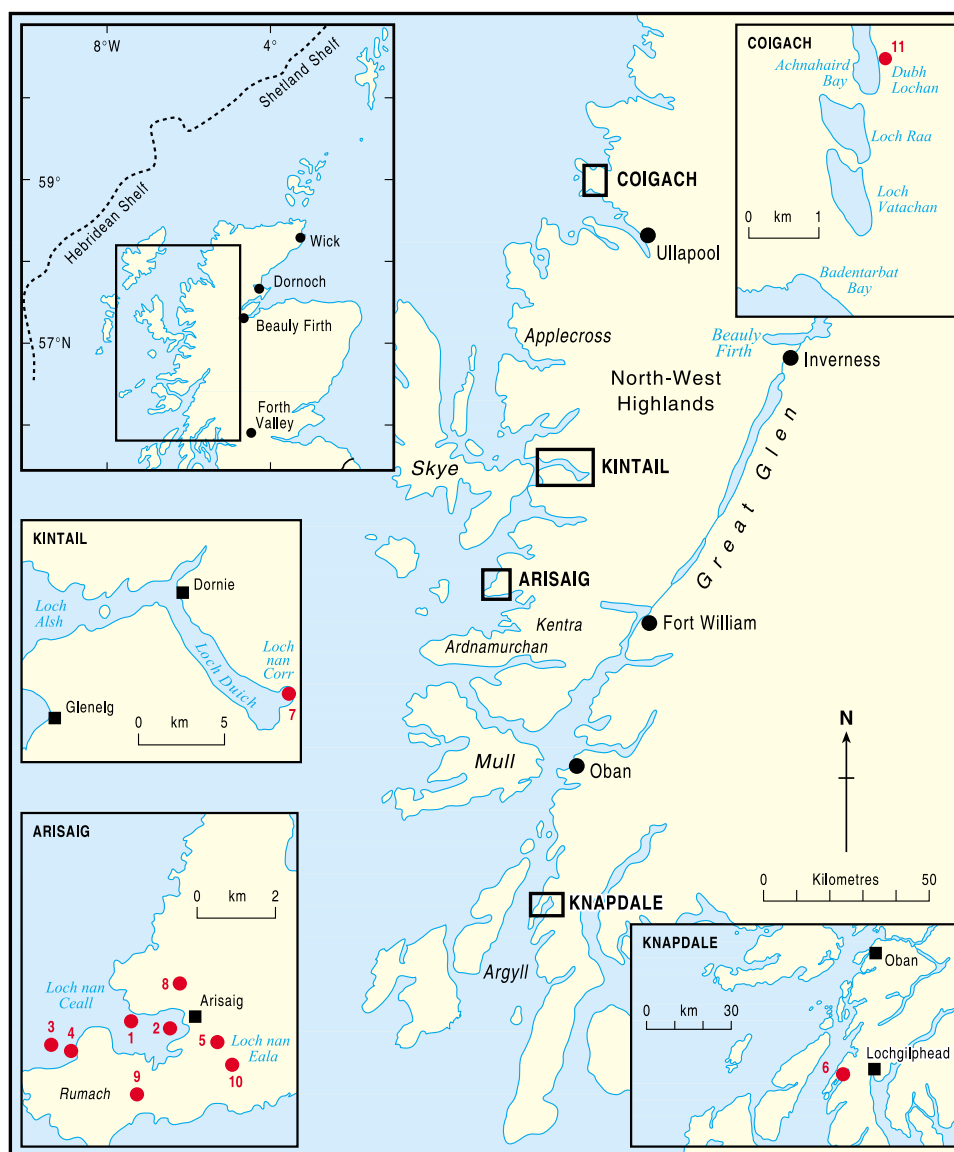 8°W
4°
Shetland Shelf
59°
Hebridean Shelf
Wick
Dornoch
Beauly Firth
57°N
Forth
Valley
COIGACH
11
Achnahaird
Bay
Dubh
Lochan
Loch Raa
Loch
Vatachan
0 km 1
Badentarbat
Bay
COIGACH
Ullapool
Applecross
Beauly
Firth
Inverness
North-West
Highlands
Great Glen
Skye
KINTAIL
ARISAIG
Kentra
Fort William
Ardnamurchan
Mull
Oban
N
0 Kilometres 50
KNAPDALE
Argyll
KINTAIL
Dornie
Loch
Alsh
Loch
nan
Corr
Loch Duich
7
Glenelg
0 km 5
ARISAIG
0 km 2
8
Loch nan
Ceall
Arisaig
3
4
1
2
5
Loch nan
Eala
10
9
Rumach
KNAPDALE
Oban
0 km 30
Lochgilphead
6